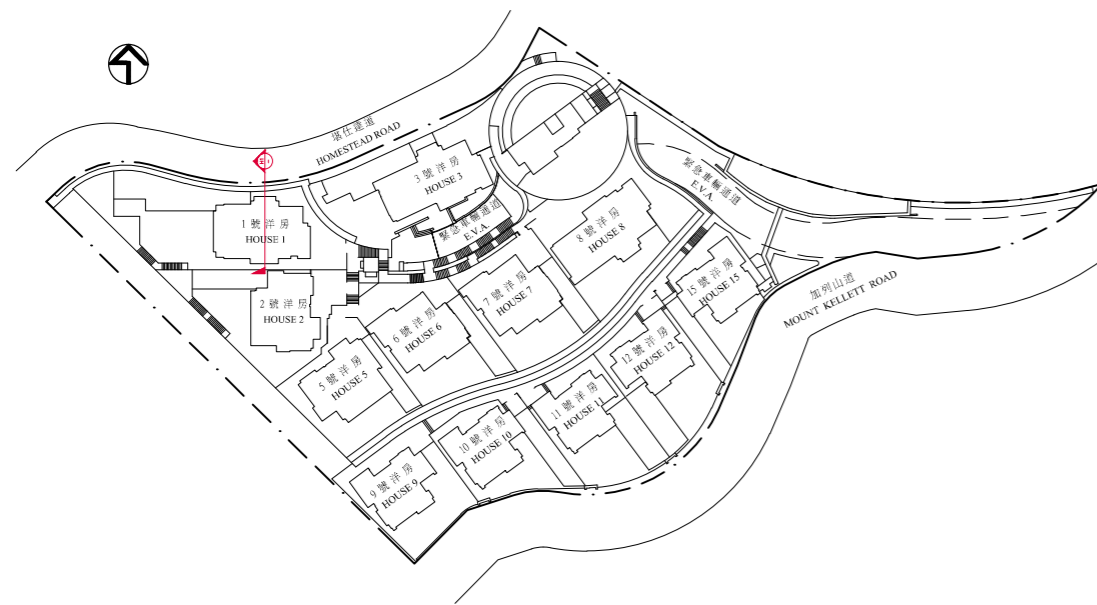 堪仕達道
HOMESTEAD ROAD
3 號 洋 房
HOUSE 3
緊急車輛通道
E.V.A.
緊急車輛通道
E.V.A.
1 號 洋 房
HOUSE 1
8 號 洋 房
HOUSE 8
2 號 洋 房
HOUSE 2
7 號 洋 房
HOUSE 7
15 號 洋 房
HOUSE 15
加列山道
MOUNT KELLETT ROAD
6 號 洋 房
HOUSE 6
12 號 洋 房
HOUSE 12
5 號 洋 房
HOUSE 5
11 號 洋 房
HOUSE 11
10 號 洋 房
HOUSE 10
9 號 洋 房
HOUSE 9